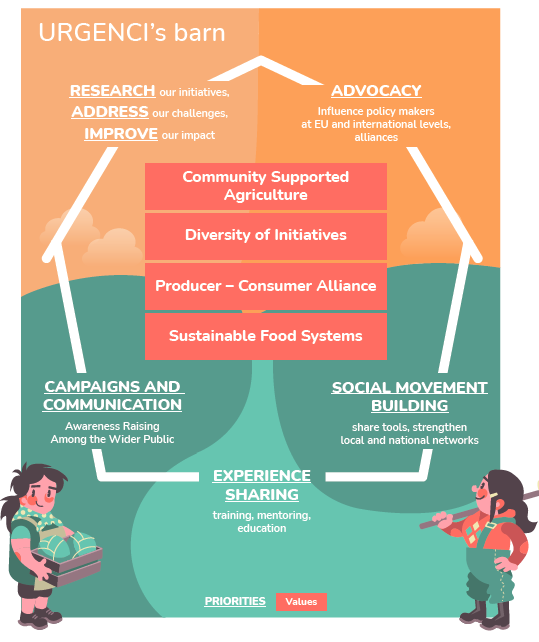 URGENCI's barn
RESEARCH our initiatives,
ADDRESS our challenges,
IMPROVE our impact
ADVOCACY
Influence policy makers
at EU and international levels,
alliances
Community Supported
Agriculture
Diversity of Initiatives
Producer – Consumer Alliance
Sustainable Food Systems
CAMPAIGNS AND
COMMUNICATION
Awareness Raising
Among the Wider Public
SOCIAL MOVEMENT
BUILDING
share tools, strengthen
local and national networks
EXPERIENCE
SHARING
training, mentoring,
education
PRIORITIES
Values